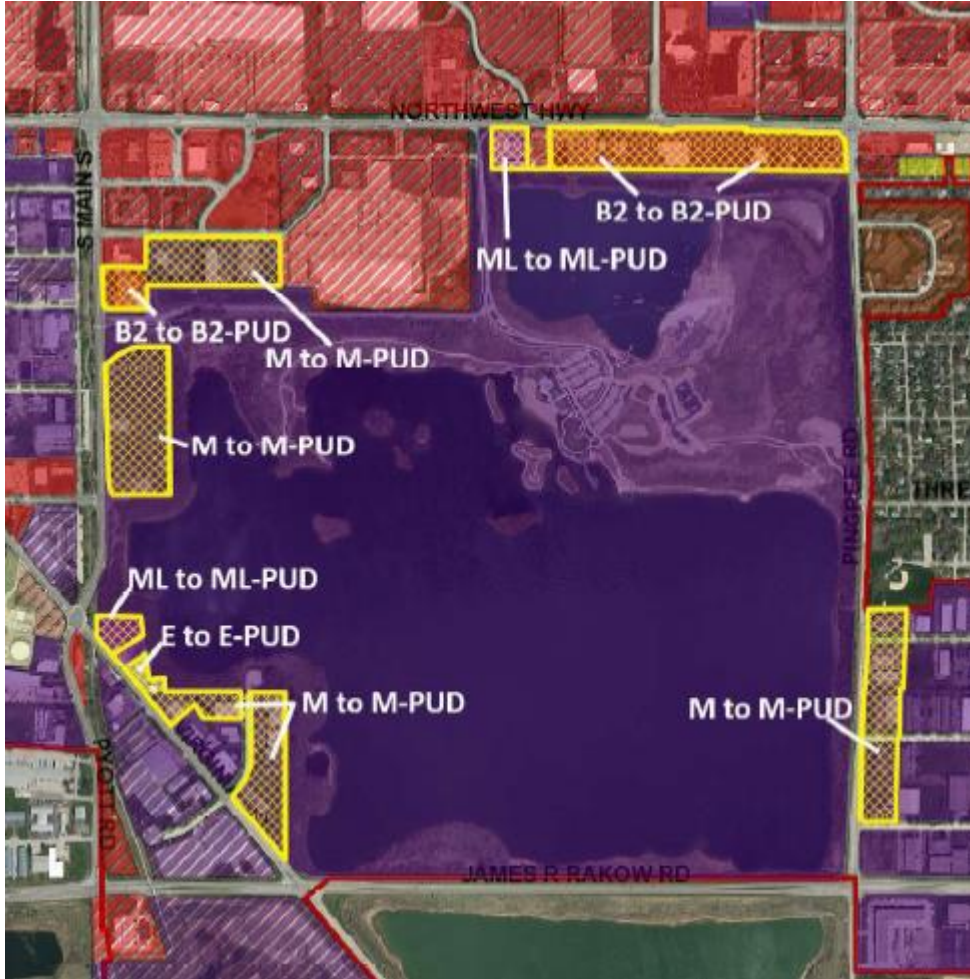 NORTHWEST HWY
S MAIN S
B2 to B2-PUD
ML to ML-PUD
B2 to B2-PUD
M to M-PUD
M to M-PUD
PINGREE RD
THRE
ML to ML-PUD
E to E-PUD
M to M-PUD
M to M-PUD
PYOTT RD
JAMES R RAKOW RD